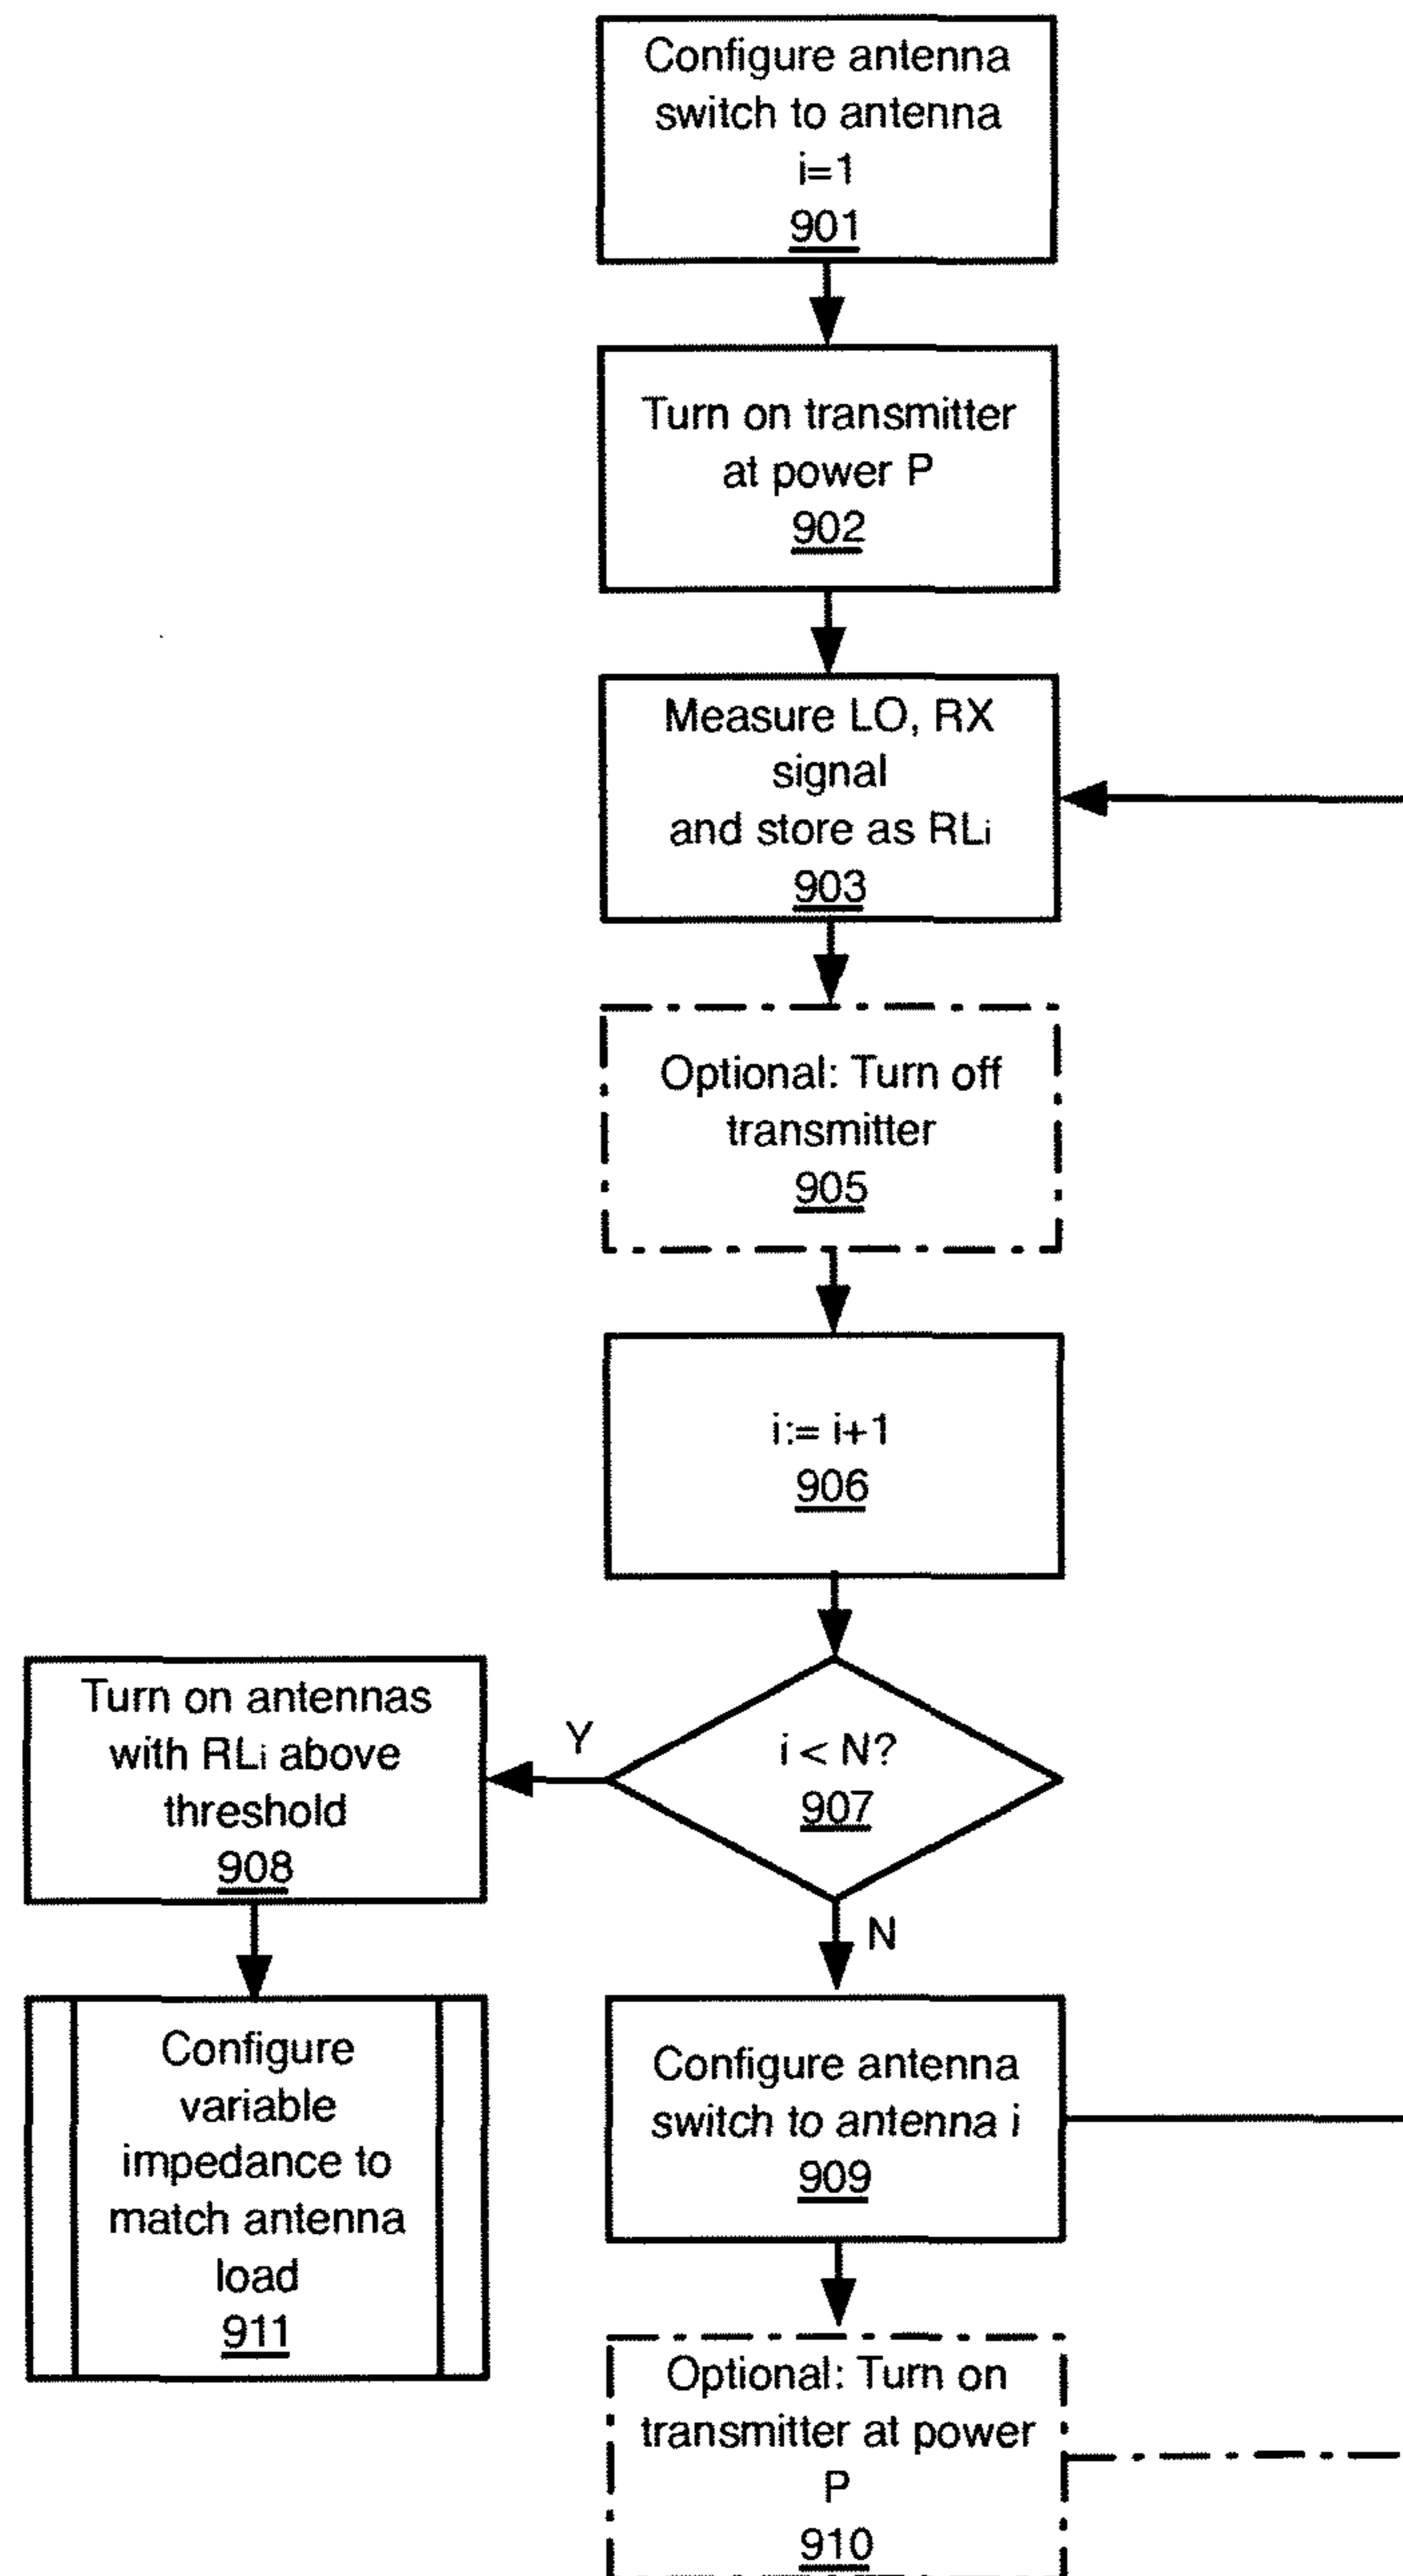 Configure antenna
switch to antenna
i=1
901
Turn on transmitter
at power P
902
Measure LO, RX
signal
and store as RLi
903
Optional: Turn off
transmitter
905
i:= i+1
906
i < N?
907
Y
N
Turn on antennas
with RLi above
threshold
908
Configure
variable
impedance to
match antenna
load
911
Configure antenna
switch to antenna i
909
Optional: Turn on
transmitter at power
P
910